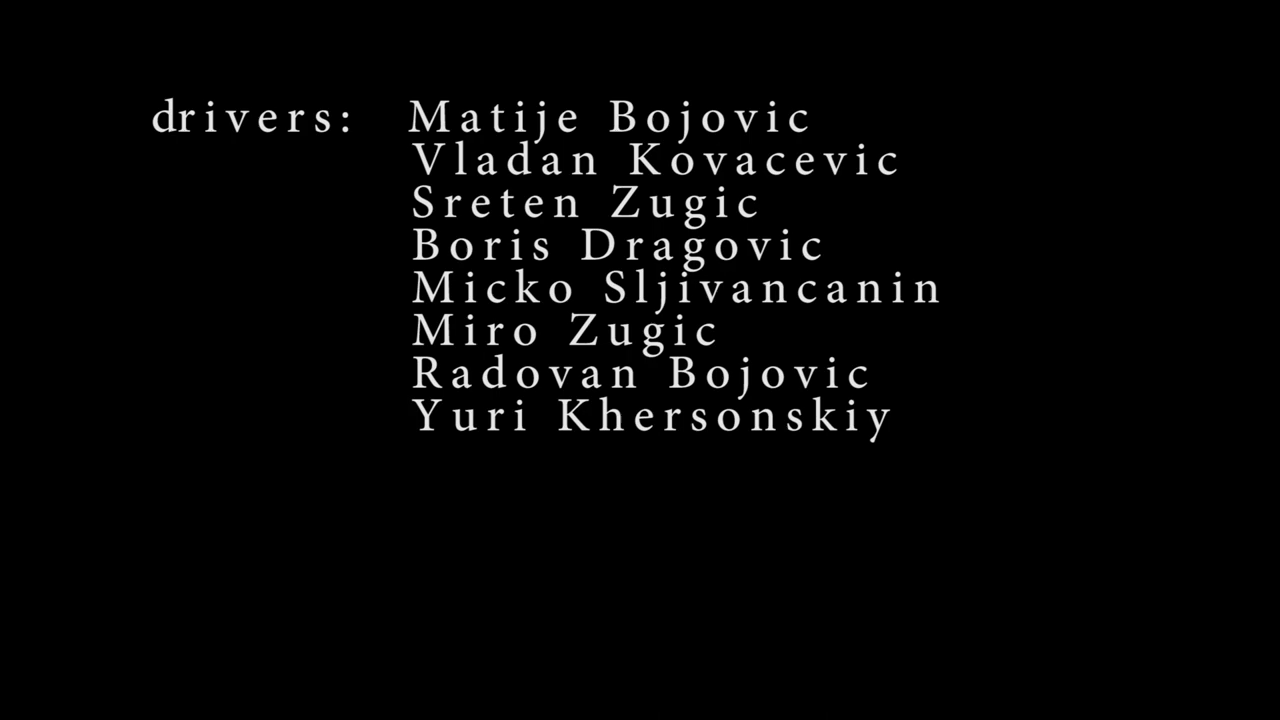 drivers: Matije Bojovic
Vladan Kovacevic
Sreten Zugic
Boris Dragovic
Micko Sljivancanin
Miro Zugic
Radovan Bojovic
Yuri Khersonskiy